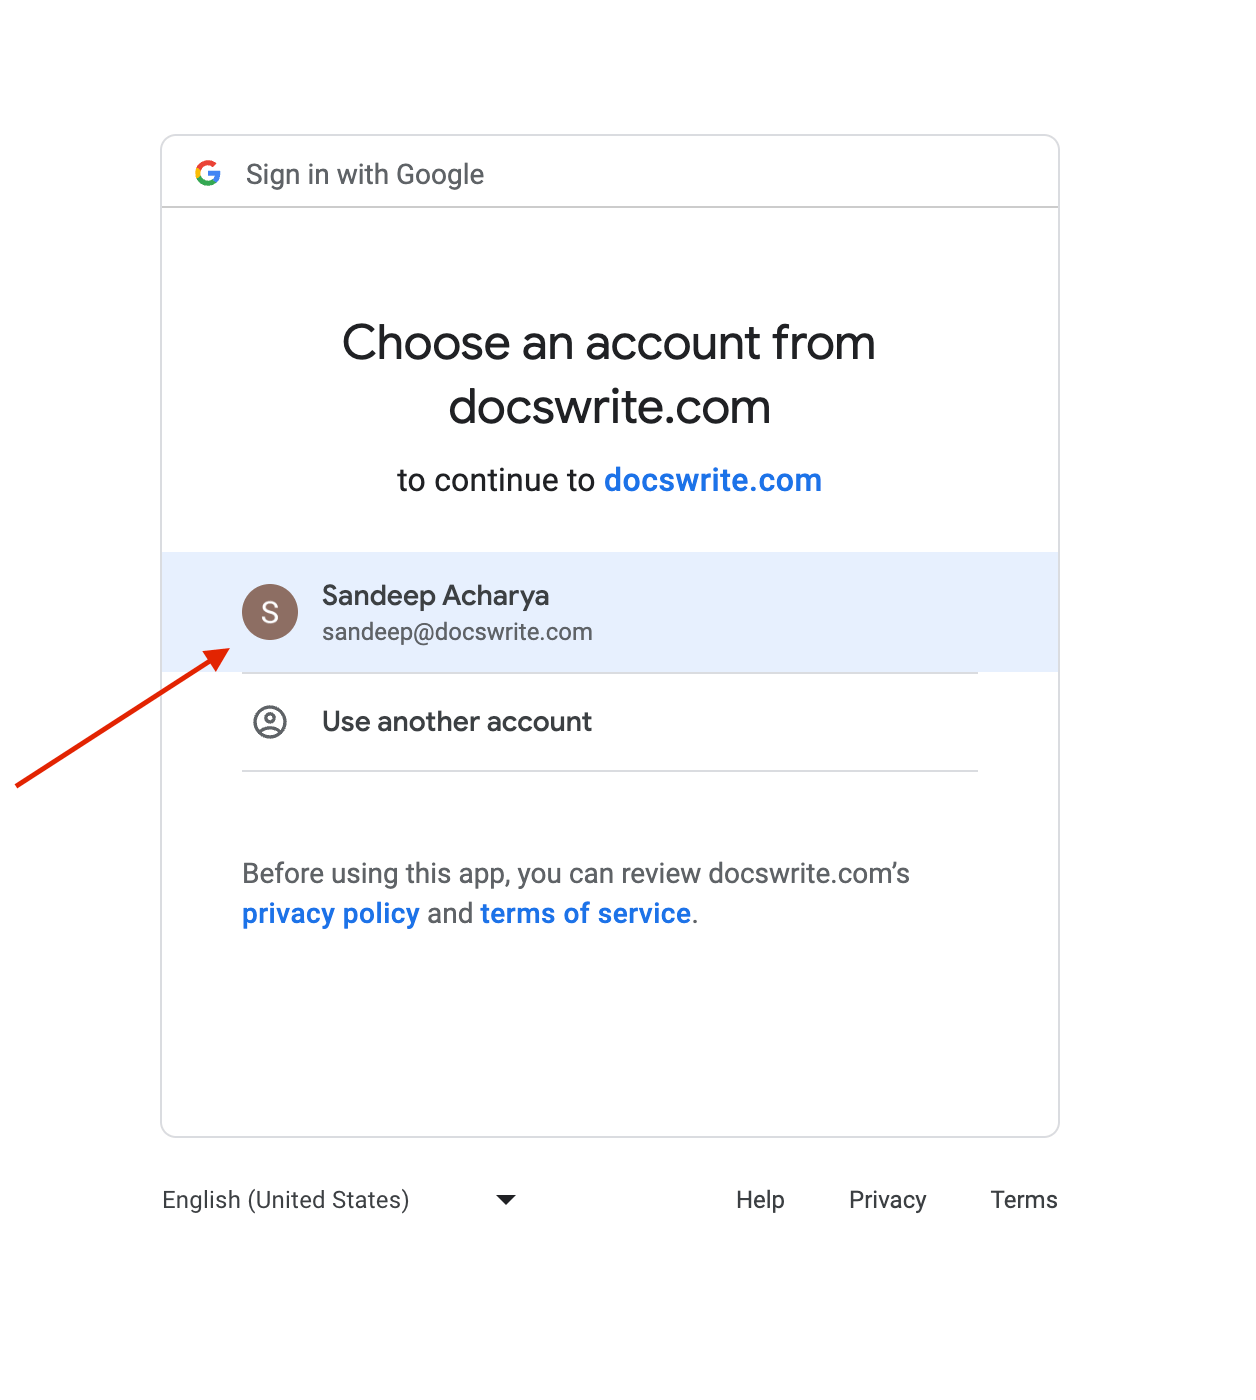 Sign in with Google
Choose an account from
docswrite.com
to continue to docswrite.com
S
Sandeep Acharya
sandeep@docswrite.com
Use another account
Before using this app, you can review docswrite.com’s
privacy policy and terms of service.
English (United States)
Help Privacy Terms